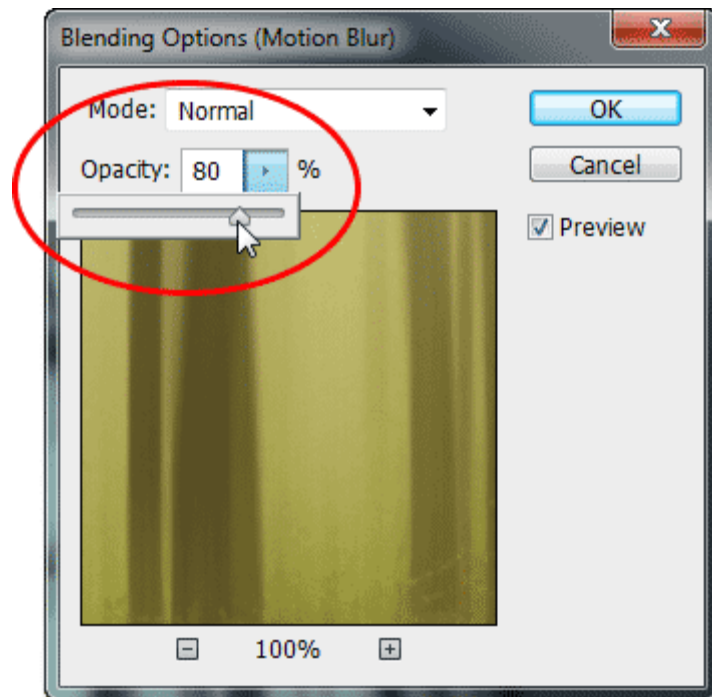 Blending Options (Motion Blur)
Mode: Normal
OK
Opacity: 80 %
Cancel
Preview
100%